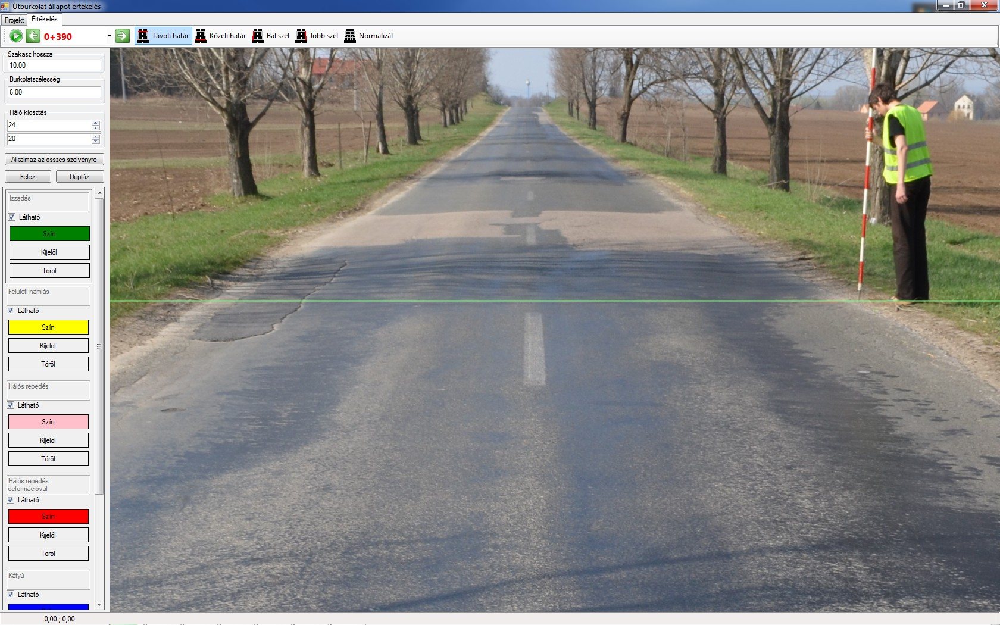 Útburkolat állapot értékelés
Projekt
Értékelés
0+390
Távoli határ
Közeli határ
Bal szél
Jobb szél
Normalizál
Szakasz hossza
10,00
Burkolatszélesség
6,00
Háló kiosztás
24
20
Alkalmaz az összes szelvényre
Felez
Dupláz
Izzadás
Látható
Szín
Kijelöl
Töröl
Felületi hámlás
Látható
Szín
Kijelöl
Töröl
Hálós repedés
Látható
Szín
Kijelöl
Töröl
Hálós repedés
deformációval
Látható
Szín
Kijelöl
Töröl
Kátyú
Látható
0,00 ; 0,00